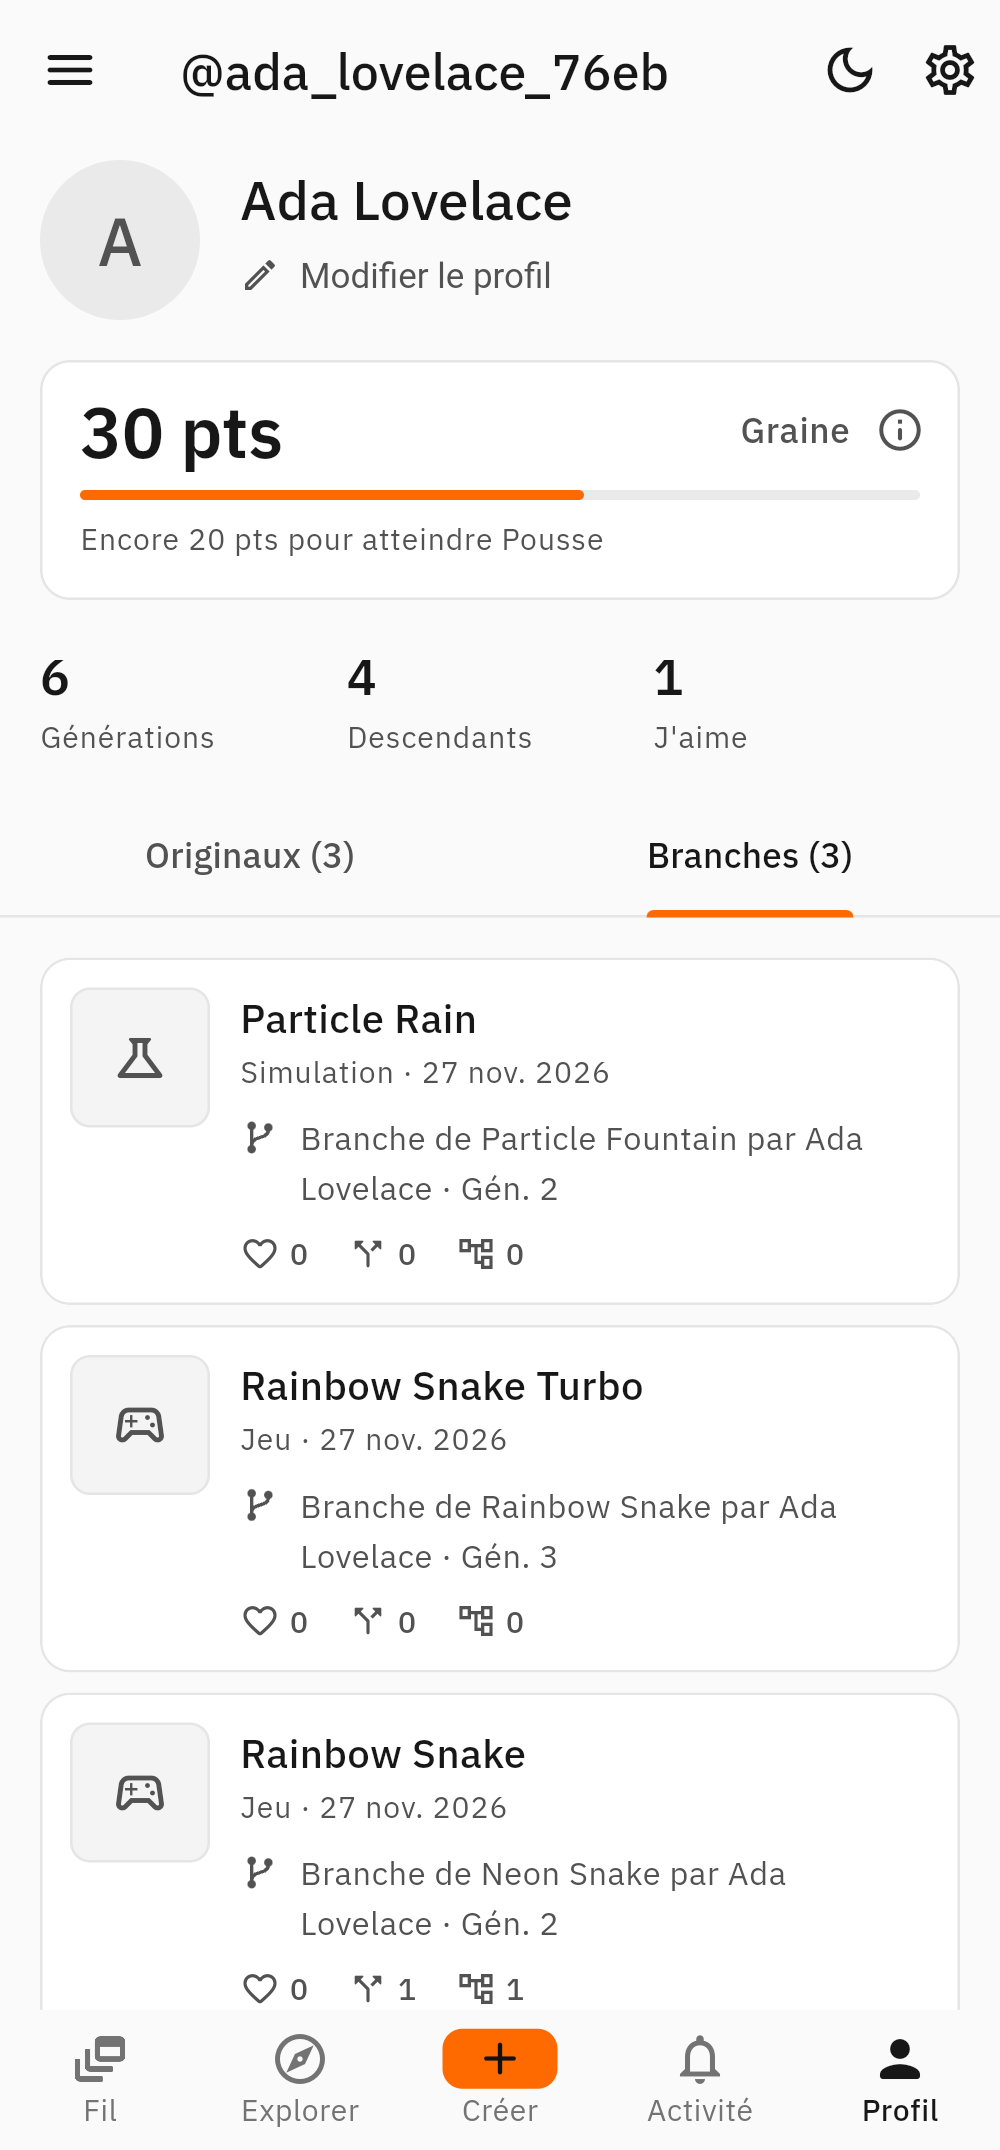 @ada_lovelace_76eb
A
Ada Lovelace
Modifier le profil
30 pts
Graine
Encore 20 pts pour atteindre Pousse
6
4
1
Générations
Descendants
J'aime
Originaux (3)
Branches (3)
Particle Rain
Simulation · 27 nov. 2026
Branche de Particle Fountain par Ada
Lovelace · Gén. 2
0 0 0
Rainbow Snake Turbo
Jeu · 27 nov. 2026
Branche de Rainbow Snake par Ada
Lovelace · Gén. 3
0 0 0
Rainbow Snake
Jeu · 27 nov. 2026
Branche de Neon Snake par Ada
Lovelace · Gén. 2
0 1 1
Fil
Explorer
Créer
Activité
Profil